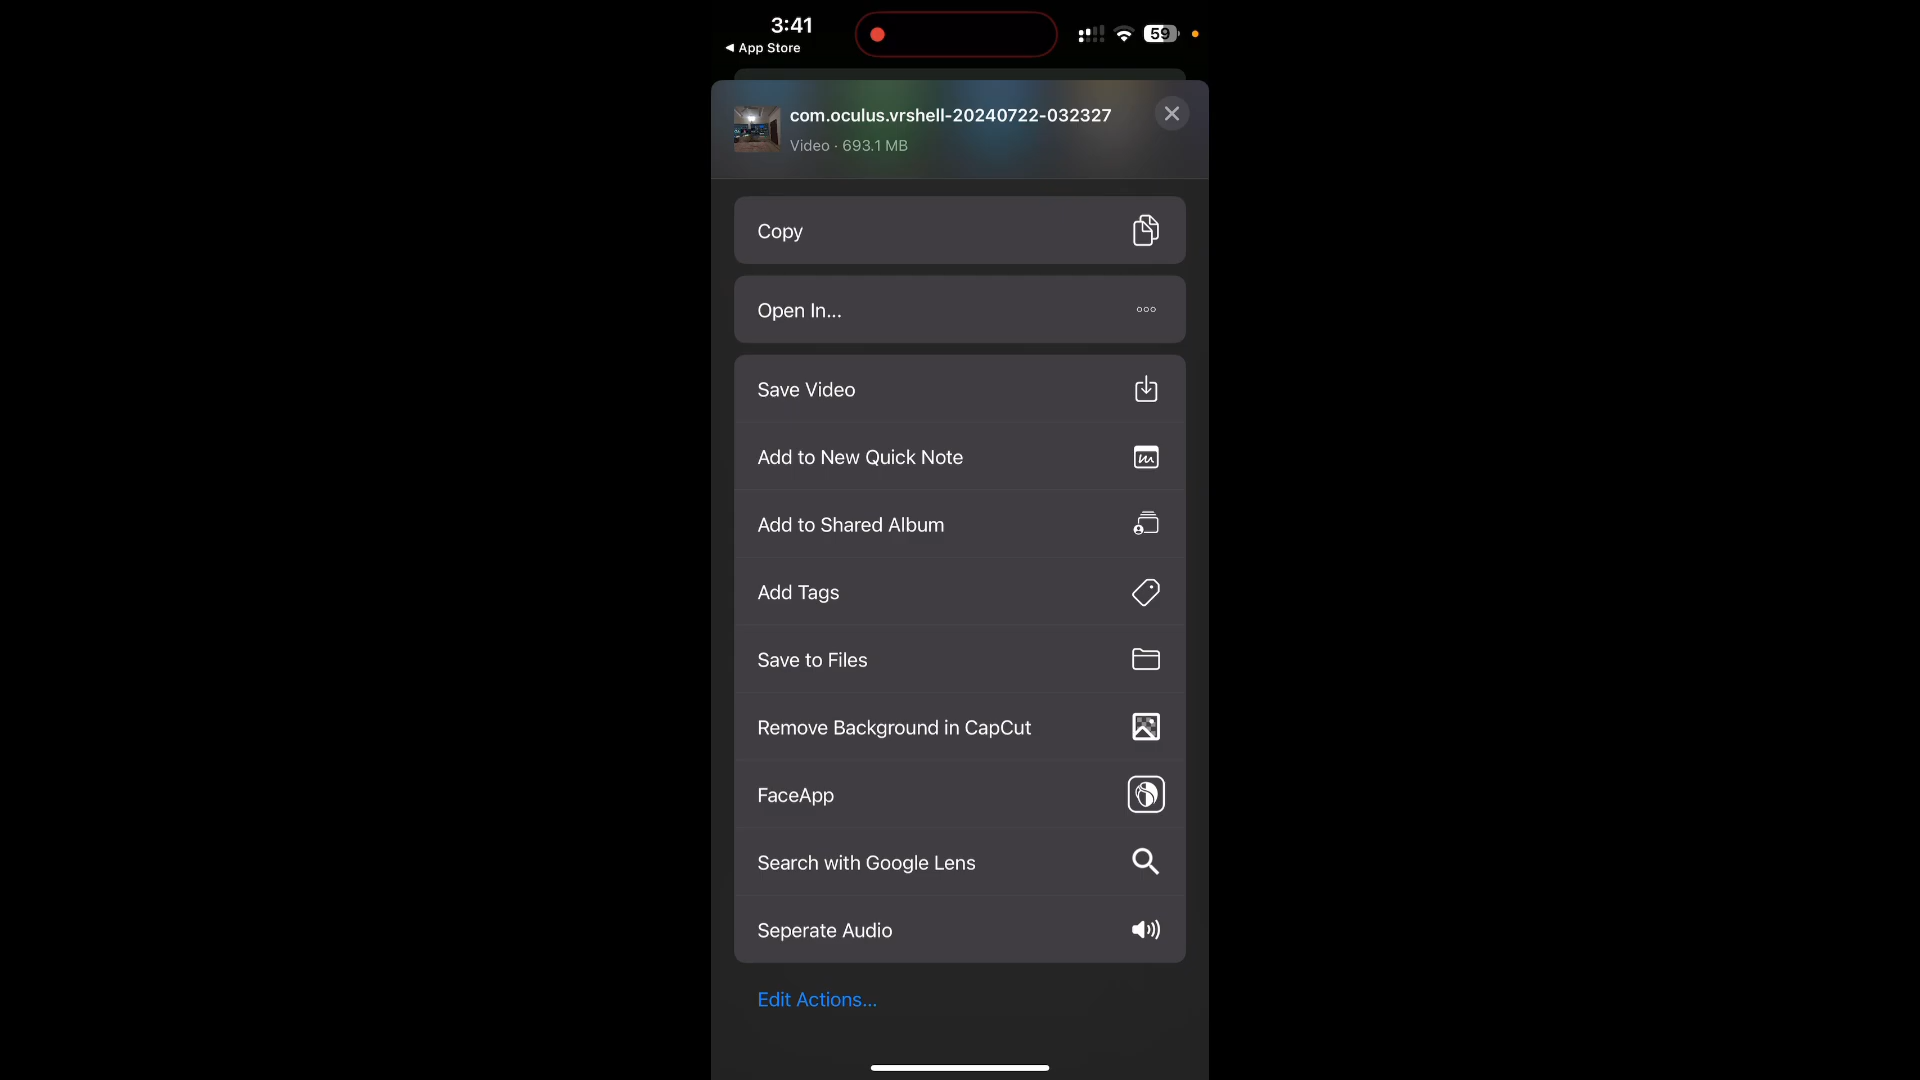 3:41
59
◀ App Store
com.oculus.vrshell-20240722-032327
Video · 693.1 MB
Copy
Open In...
Save Video
Add to New Quick Note
Add to Shared Album
Add Tags
Save to Files
Remove Background in CapCut
FaceApp
Search with Google Lens
Seperate Audio
Edit Actions...